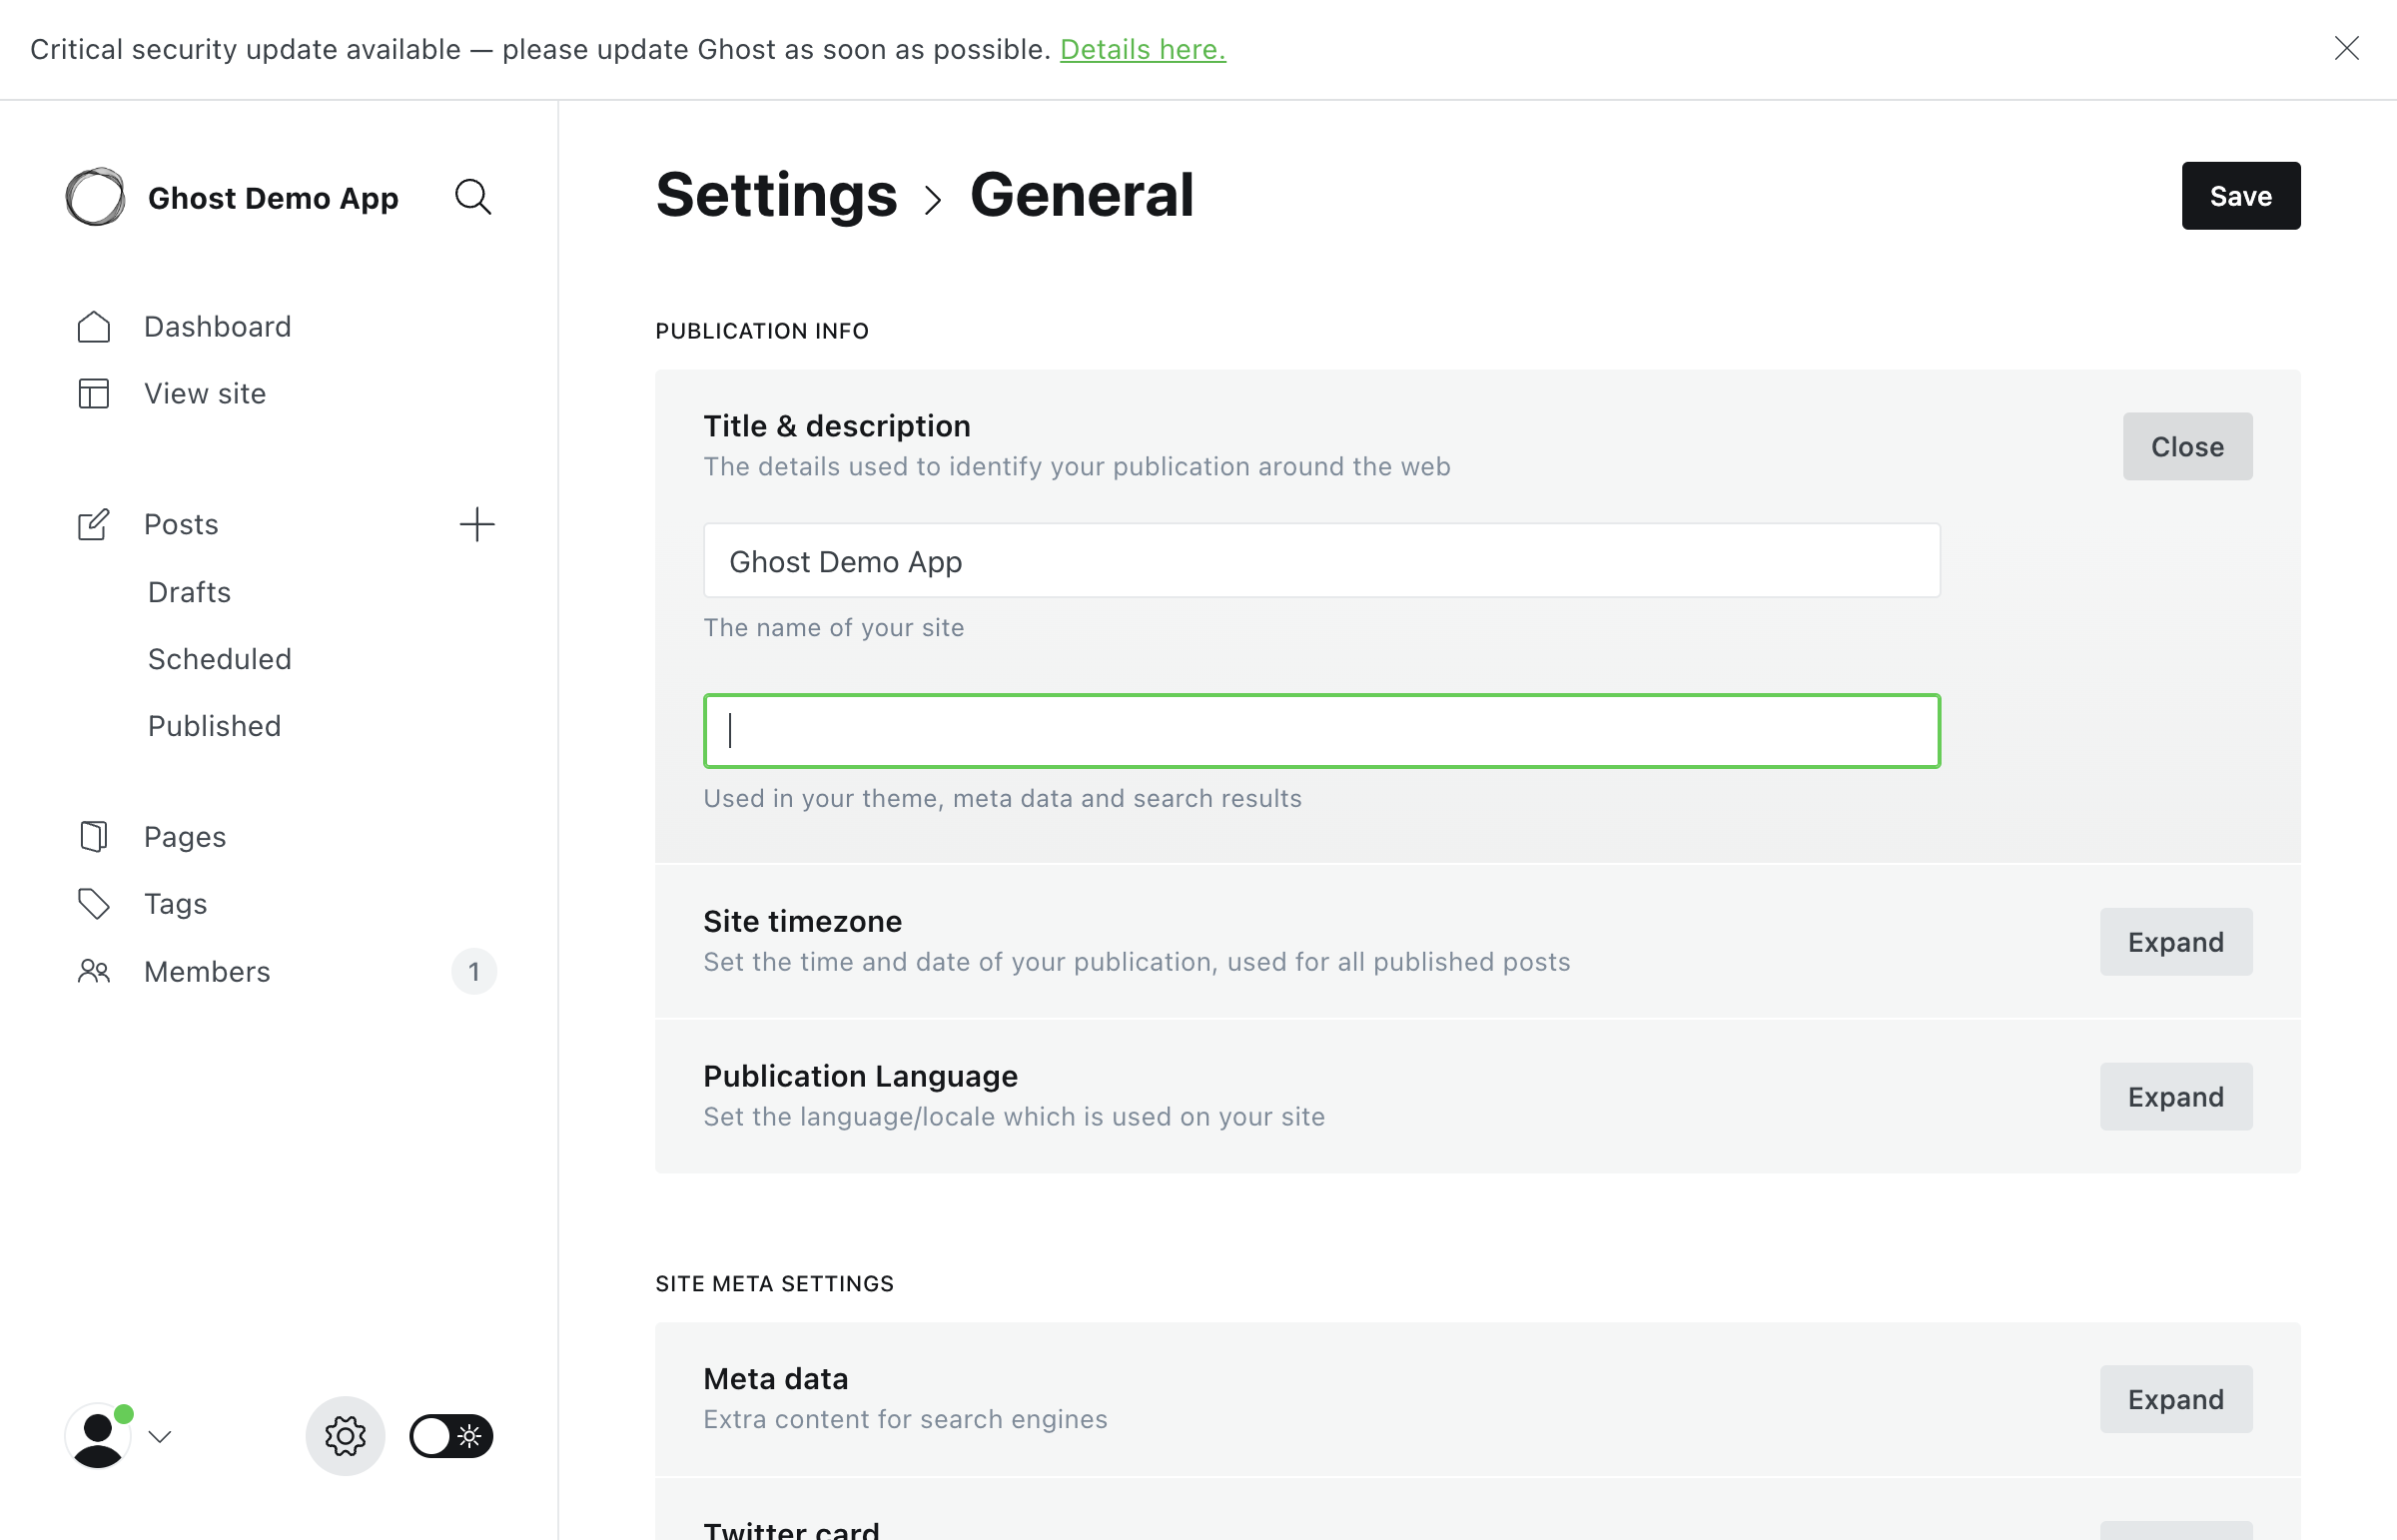 Critical security update available — please update Ghost as soon as possible. Details here.
Ghost Demo App
Dashboard
View site
Posts
Drafts
Scheduled
Published
Pages
Tags
Members 1
Settings > General
Save
PUBLICATION INFO
Title & description
The details used to identify your publication around the web
Close
Ghost Demo App
The name of your site
Used in your theme, meta data and search results
Site timezone
Set the time and date of your publication, used for all published posts
Expand
Publication Language
Set the language/locale which is used on your site
Expand
SITE META SETTINGS
Meta data
Extra content for search engines
Expand
Twitter card